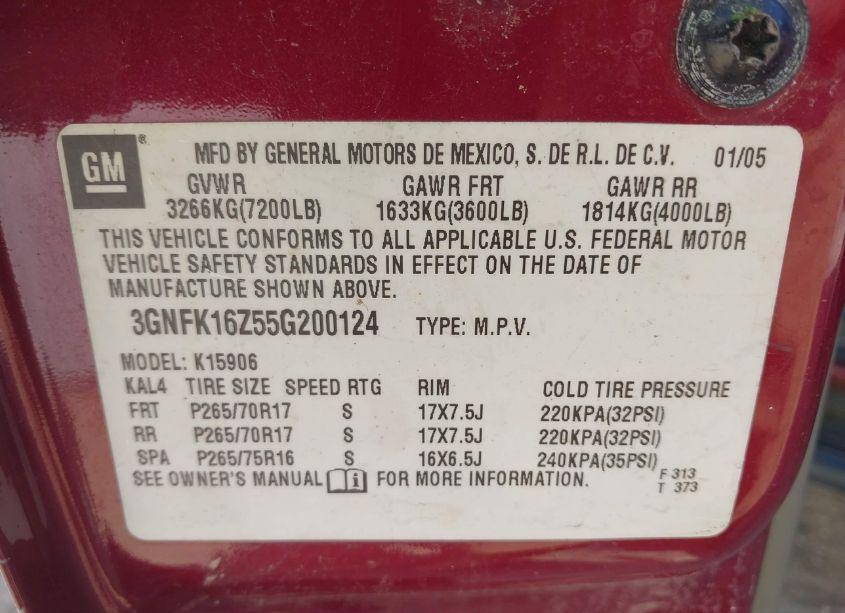 GM® MFD BY GENERAL MOTORS DE MEXICO, S. DE R.L. DE C.V. 01/05
GVWR GAWR FRT GAWR RR
3266KG(7200LB) 1633KG(3600LB) 1814KG(4000LB)
THIS VEHICLE CONFORMS TO ALL APPLICABLE U.S. FEDERAL MOTOR
VEHICLE SAFETY STANDARDS IN EFFECT ON THE DATE OF
MANUFACTURE SHOWN ABOVE.
3GNFK16Z55G200124 TYPE: M.P.V.
MODEL: K15906
KAL4 TIRE SIZE SPEED RTG RIM COLD TIRE PRESSURE
FRT P265/70R17 S 17X7.5J 220KPA(32PSI)
RR P265/70R17 S 17X7.5J 220KPA(32PSI)
SPA P265/75R16 S 16X6.5J 240KPA(35PSI)
SEE OWNER'S MANUAL i FOR MORE INFORMATION. F 313
T 373